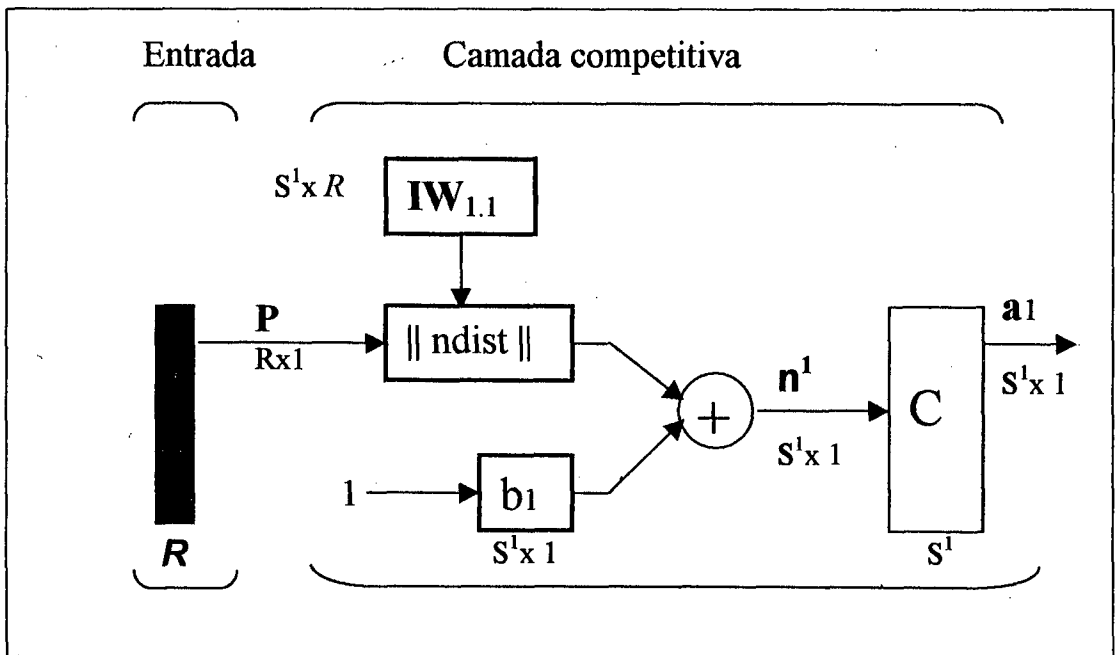 Entrada Camada competitiva
S¹x R
IW1.1
P
Rx1
|| ndist ||
+
n¹
S¹x 1
C
a1
S¹x 1
1
b1
S¹x 1
R
S¹